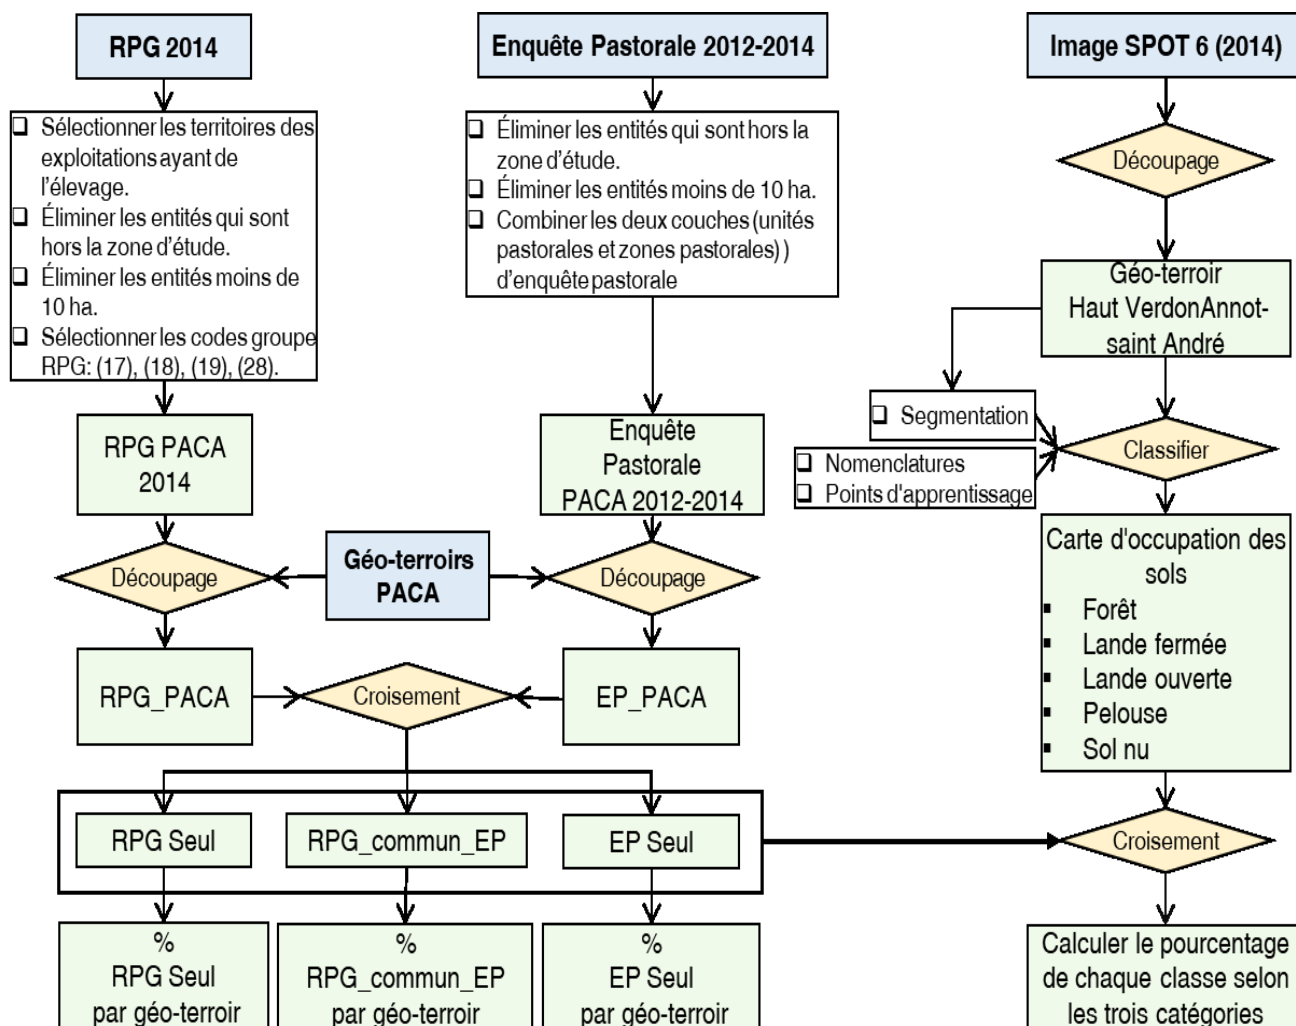 RPG 2014
Enquête Pastorale 2012-2014
Image SPOT 6 (2014)
❑ Sélectionner les territoires des
exploitations ayant de
l'élevage.
❑ Éliminer les entités qui sont
hors la zone d'étude.
❑ Éliminer les entités moins de
10 ha.
❑ Sélectionner les codes groupe
RPG: (17), (18), (19), (28).
❑ Éliminer les entités qui sont hors la
zone d'étude.
❑ Éliminer les entités moins de 10 ha.
❑ Combiner les deux couches (unités
pastorales et zones pastorales) )
d'enquête pastorale
Découpage
Géo-terroir
Haut VerdonAnnot-
saint André
❑ Segmentation
❑ Nomenclatures
❑ Points d'apprentissage
Classifier
RPG PACA
2014
Enquête
Pastorale
PACA 2012-2014
Découpage
Géo-terroirs
PACA
Découpage
Carte d'occupation des
sols
▪ Forêt
▪ Lande fermée
▪ Lande ouverte
▪ Pelouse
▪ Sol nu
RPG_PACA
Croisement
EP_PACA
RPG Seul
RPG_commun_EP
EP Seul
Croisement
%
RPG Seul
par géo-terroir
%
RPG_commun_EP
par géo-terroir
%
EP Seul
par géo-terroir
Calculer le pourcentage
de chaque classe selon
les trois catégories